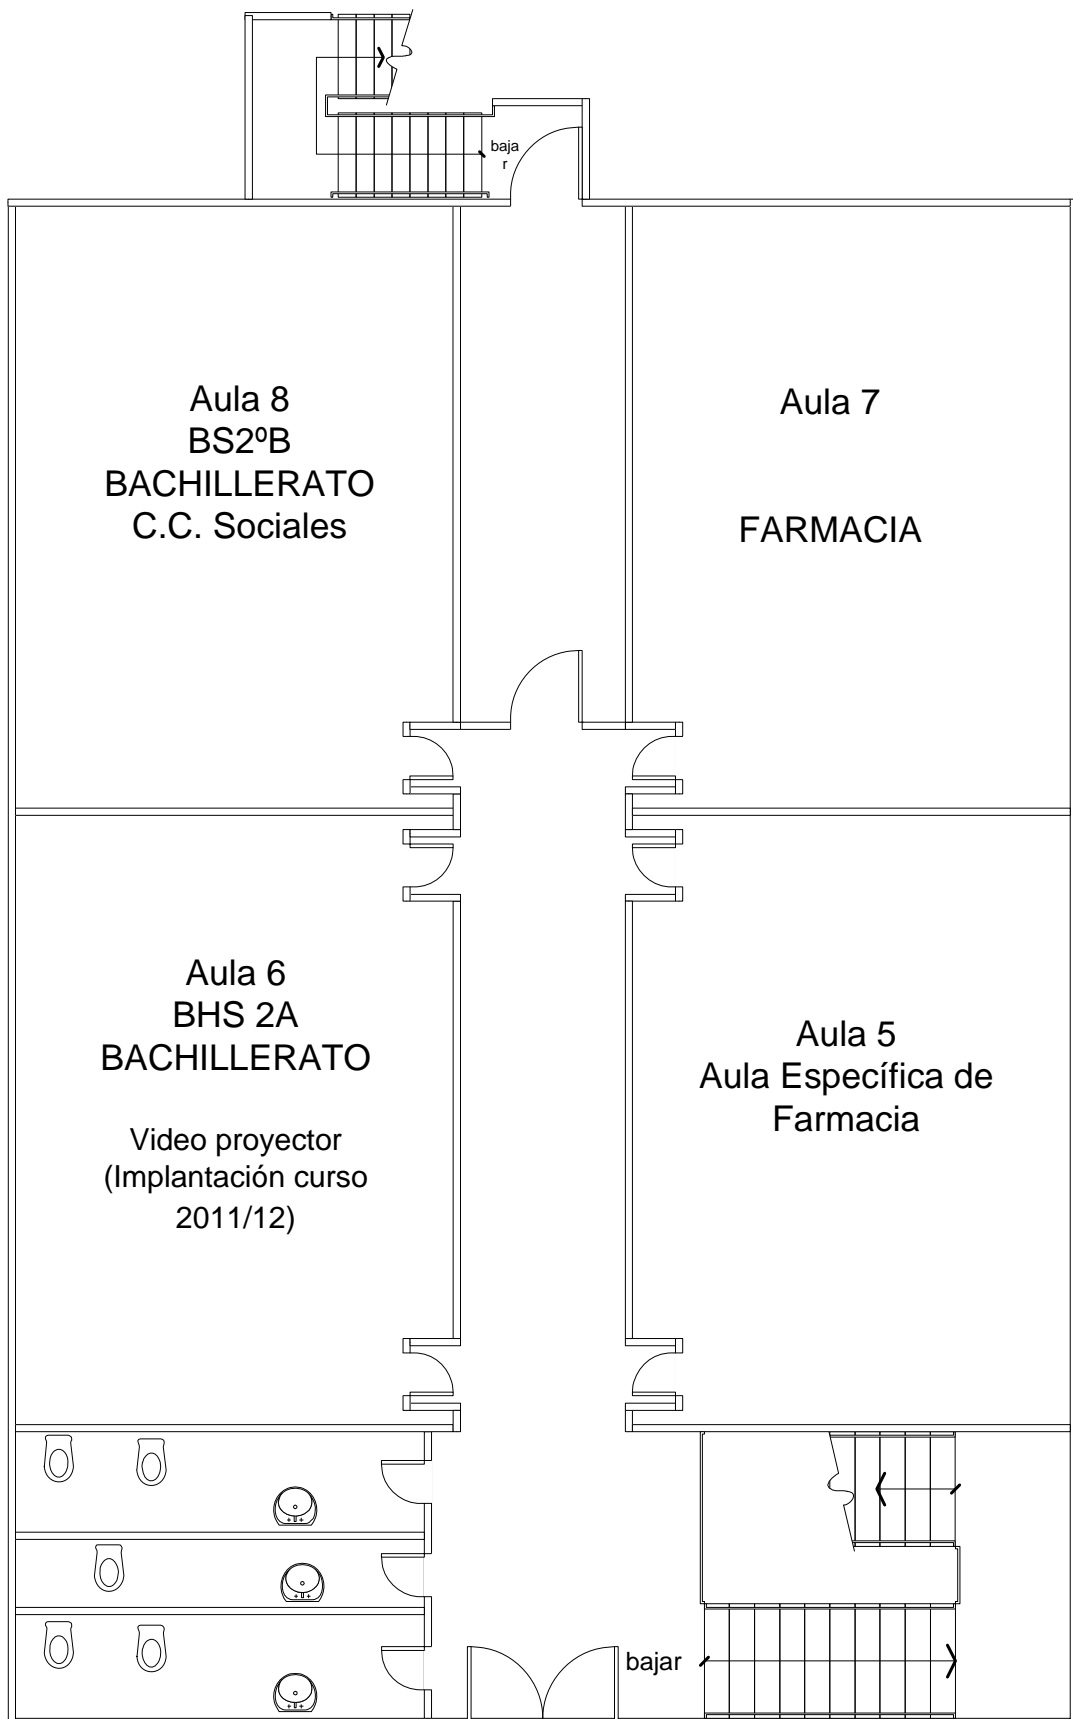 baja
r
Aula 8
BS2ºB
BACHILLERATO
C.C. Sociales
Aula 7
FARMACIA
Aula 6
BHS 2A
BACHILLERATO
Video proyector
(Implantación curso
2011/12)
Aula 5
Aula Específica de
Farmacia
bajar